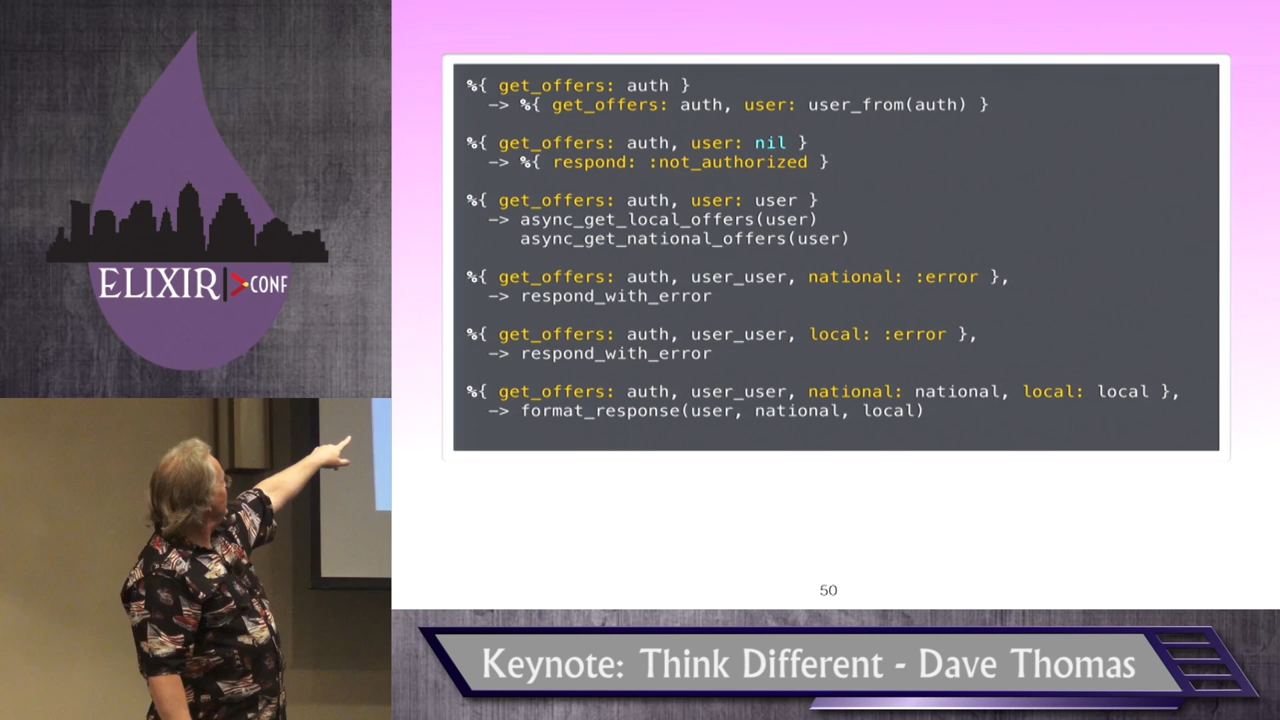 ELIXIR|> CONF
%{ get_offers: auth }
-> %{ get_offers: auth, user: user_from(auth) }
%{ get_offers: auth, user: nil }
-> %{ respond: :not_authorized }
%{ get_offers: auth, user: user }
-> async_get_local_offers(user)
async_get_national_offers(user)
%{ get_offers: auth, user_user, national: :error },
-> respond_with_error
%{ get_offers: auth, user_user, local: :error },
-> respond_with_error
%{ get_offers: auth, user_user, national: national, local: local },
-> format_response(user, national, local)
50
Keynote: Think Different - Dave Thomas